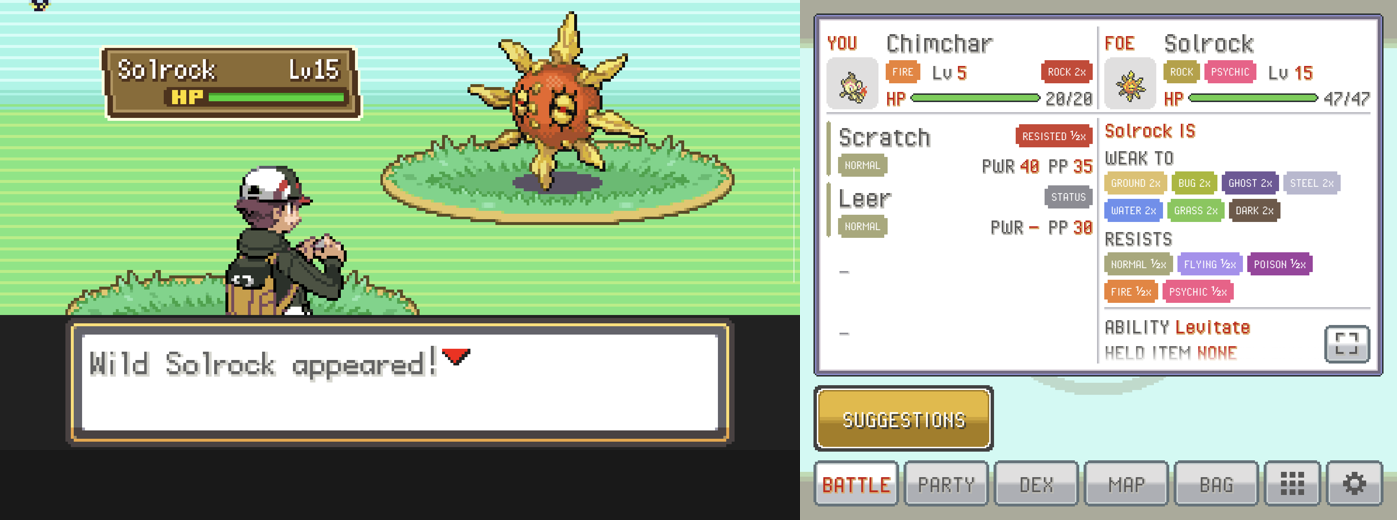 Solrock Lv15
HP
Wild Solrock appeared!
YOU Chimchar
FIRE Lv 5 ROCK 2x
HP 20/20
FOE Solrock
ROCK PSYCHIC Lv 15
HP 47/47
Scratch RESISTED ½x
NORMAL PWR 40 PP 35
Leer STATUS
NORMAL PWR – PP 30
–
–
Solrock IS
WEAK TO
GROUND 2x BUG 2x GHOST 2x STEEL 2x
WATER 2x GRASS 2x DARK 2x
RESISTS
NORMAL ½x FLYING ½x POISON ½x
FIRE ½x PSYCHIC ½x
ABILITY Levitate
HELD ITEM NONE
SUGGESTIONS
BATTLE PARTY DEX MAP BAG